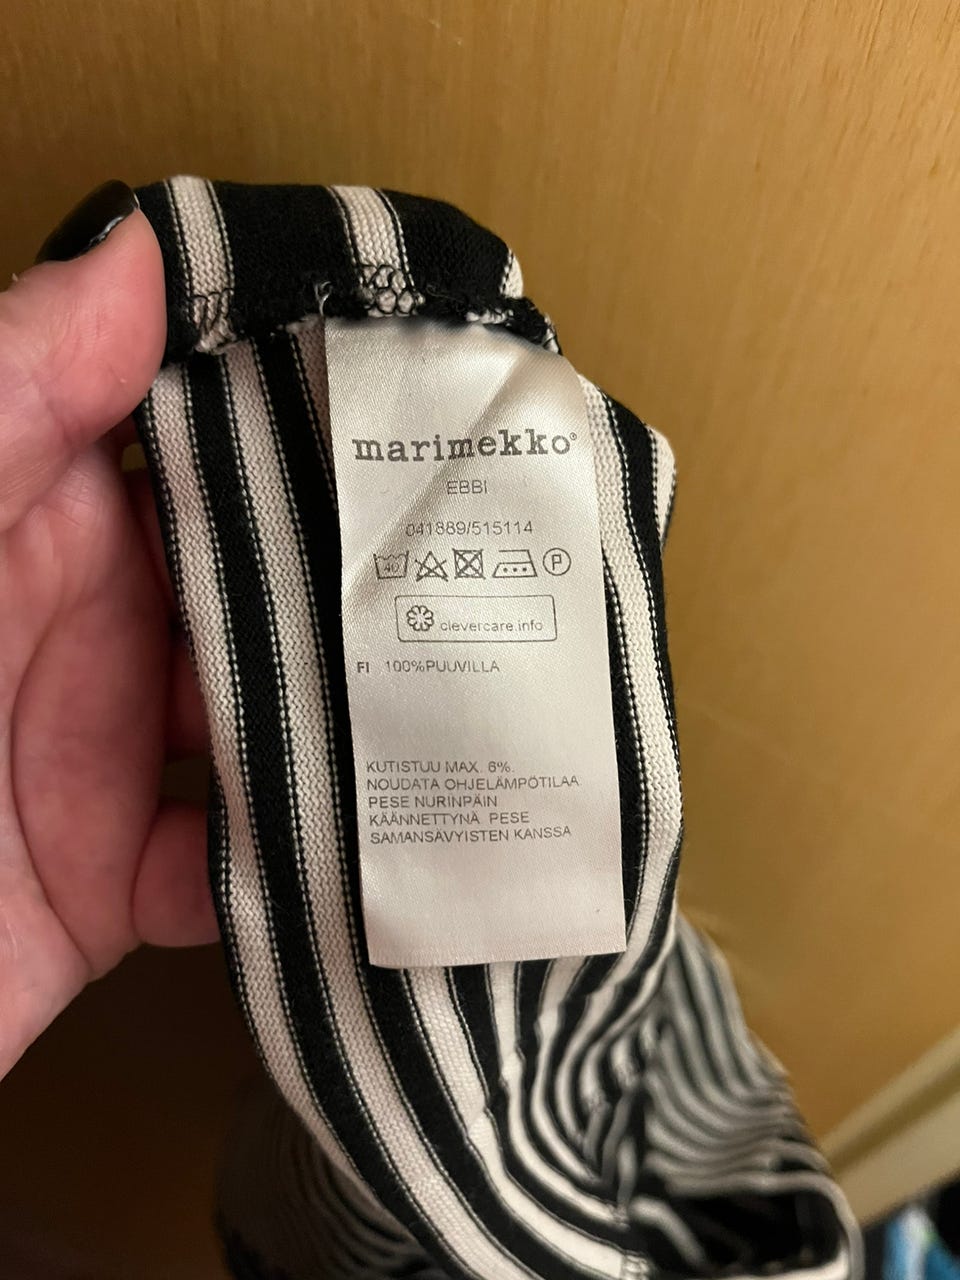 marimekko®
EBBI
041889/515114
40 P
clevercare.info
FI 100%PUUVILLA
KUTISTUU MAX. 6%.
NOUDATA OHJELÄMPÖTILAA
PESE NURINPÄIN
KÄÄNNETTYNÄ. PESE
SAMANSÄVYISTEN KANSSA